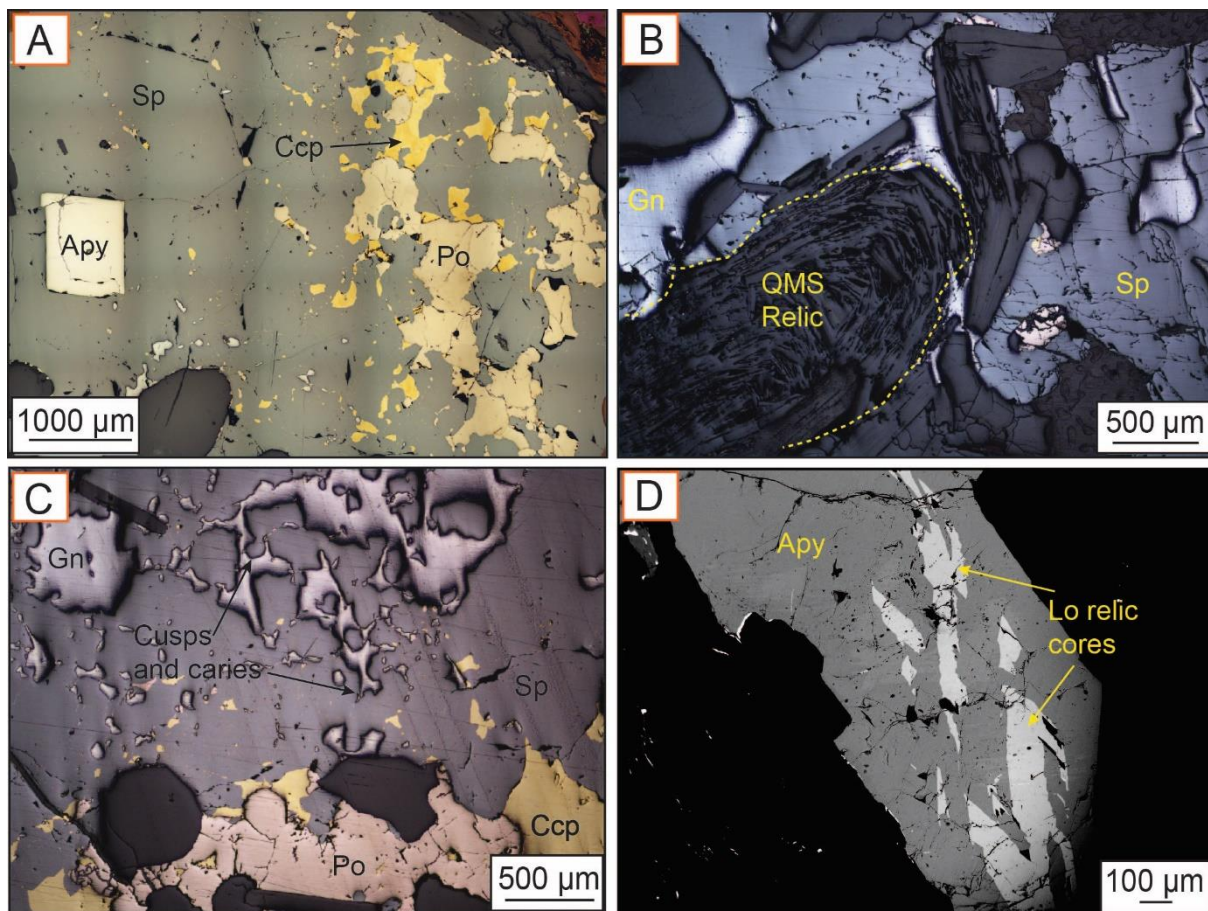 A
Sp
Ccp
Apy
Po
1000 µm
B
Gn
QMS
Relic
Sp
500 µm
C
Gn
Cusps
and caries
Sp
Ccp
Po
500 µm
D
Apy
Lo relic
cores
100 µm